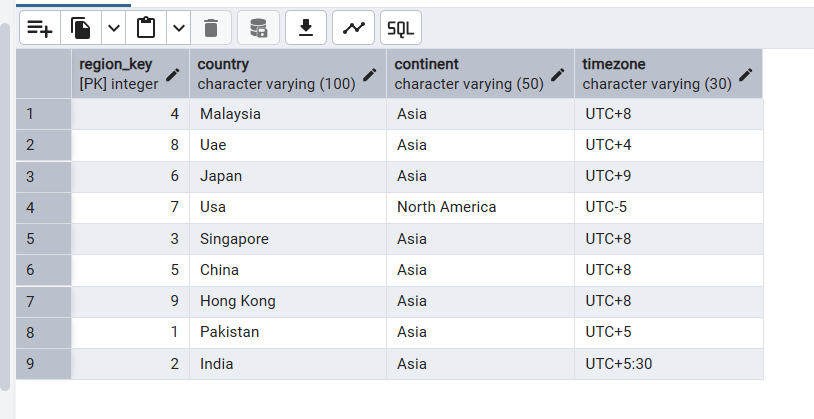 SQL
region_key country continent timezone
[PK] integer character varying (100) character varying (50) character varying (30)
1 4 Malaysia Asia UTC+8
2 8 Uae Asia UTC+4
3 6 Japan Asia UTC+9
4 7 Usa North America UTC-5
5 3 Singapore Asia UTC+8
6 5 China Asia UTC+8
7 9 Hong Kong Asia UTC+8
8 1 Pakistan Asia UTC+5
9 2 India Asia UTC+5:30